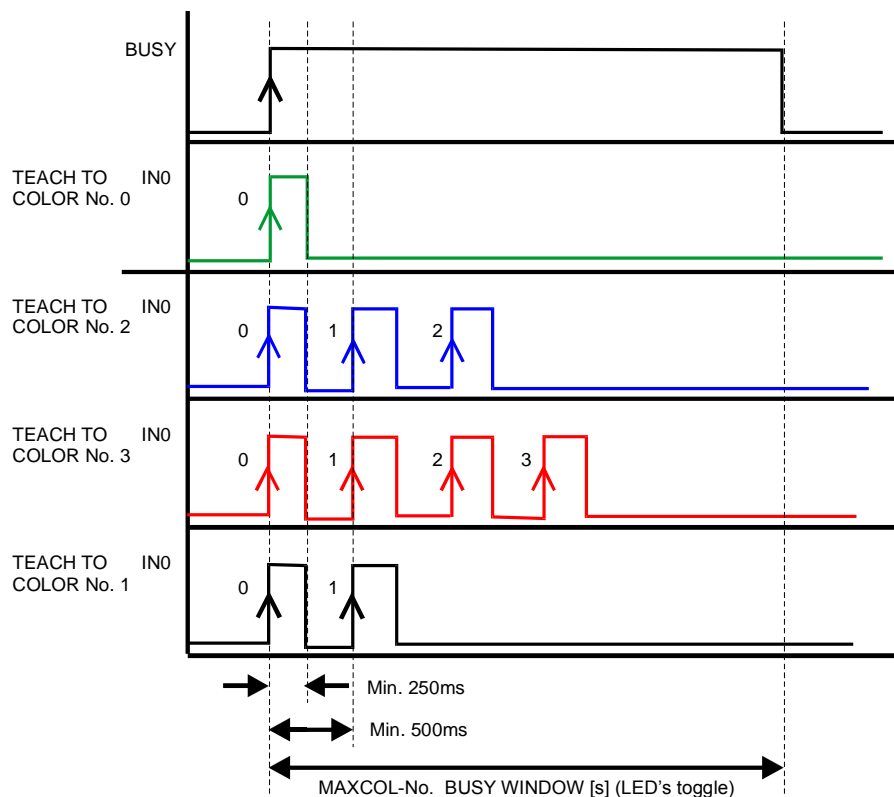 BUSY
TEACH TO IN0
COLOR No. 0 0
TEACH TO IN0
COLOR No. 2 0 1 2
TEACH TO IN0
COLOR No. 3 0 1 2 3
TEACH TO IN0
COLOR No. 1 0 1
Min. 250ms
Min. 500ms
MAXCOL-No. BUSY WINDOW [s] (LED's toggle)